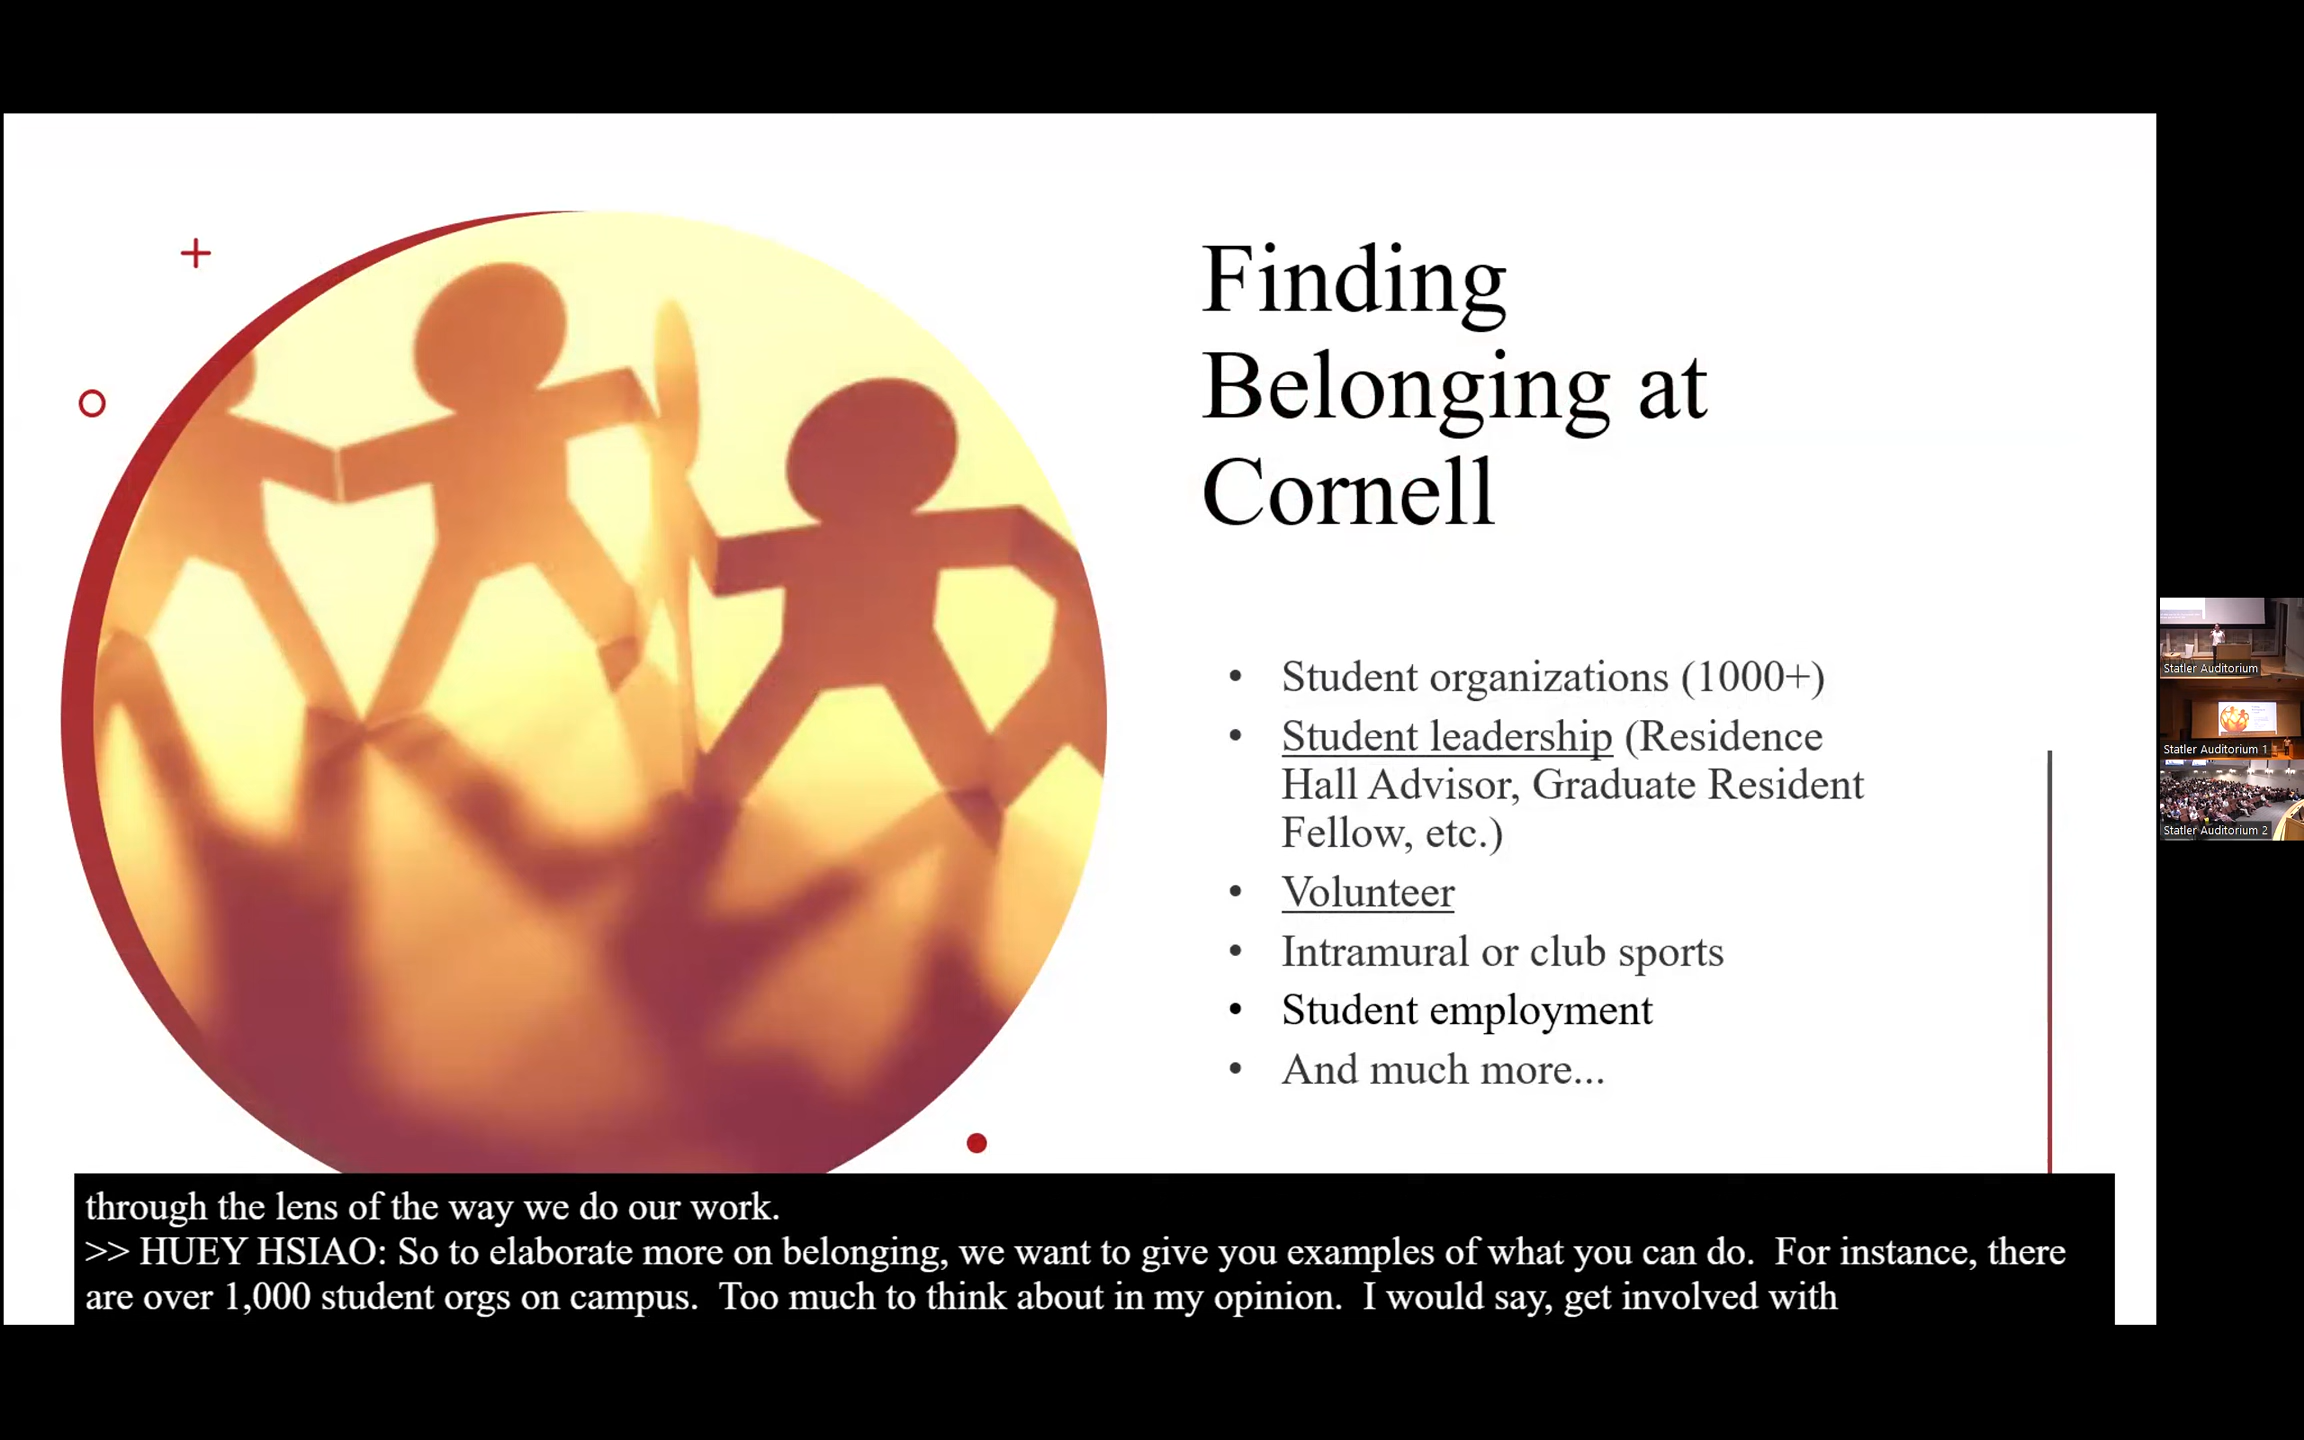 Finding
Belonging at
Cornell
• Student organizations (1000+)
• Student leadership (Residence
Hall Advisor, Graduate Resident
Fellow, etc.)
• Volunteer
• Intramural or club sports
• Student employment
• And much more...
through the lens of the way we do our work.
>> HUEY HSIAO: So to elaborate more on belonging, we want to give you examples of what you can do.  For instance, there
are over 1,000 student orgs on campus.  Too much to think about in my opinion.  I would say, get involved with
Statler Auditorium
Statler Auditorium 1
Statler Auditorium 2